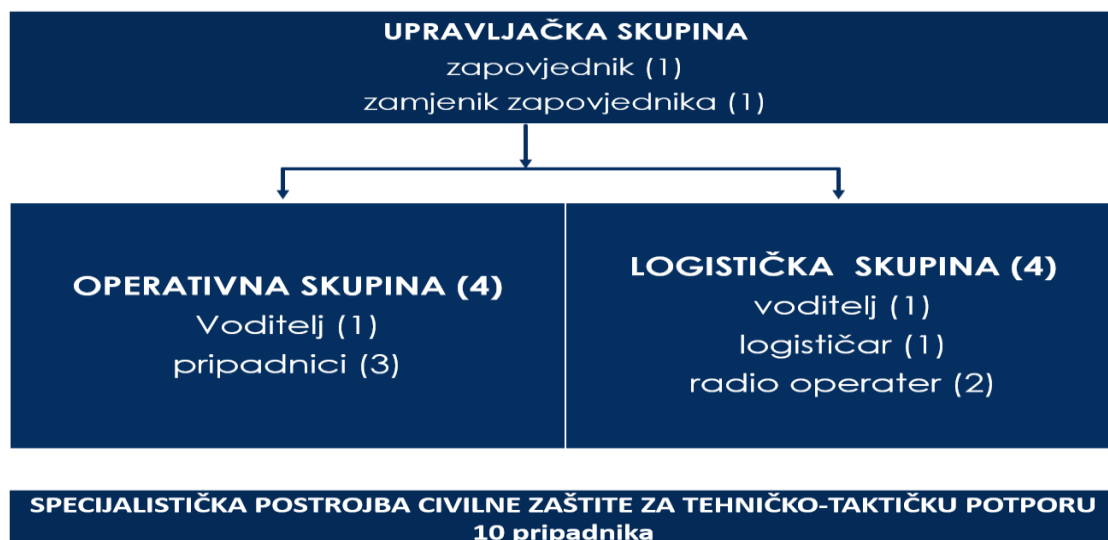 UPRAVLJAČKA SKUPINA
zapovjednik (1)
zamjenik zapovjednika (1)
OPERATIVNA SKUPINA (4)
Voditelj (1)
pripadnici (3)
LOGISTIČKA SKUPINA (4)
voditelj (1)
logističar (1)
radio operater (2)
SPECIJALISTIČKA POSTROJBA CIVILNE ZAŠTITE ZA TEHNIČKO-TAKTIČKU POTPORU
10 pripadnika